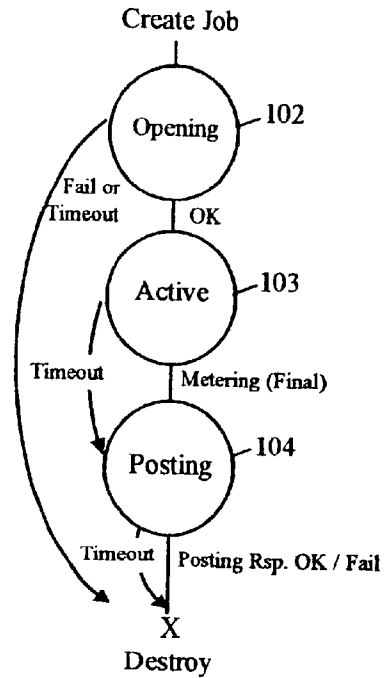 Create Job
Opening
102
Fail or
Timeout
OK
Active
103
Timeout
Metering (Final)
Posting
104
Timeout
Posting Rsp. OK / Fail
X
Destroy